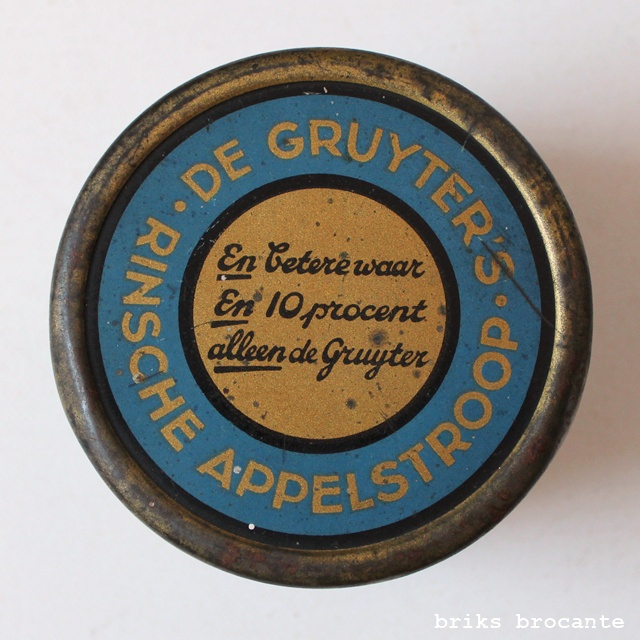 DE GRUYTER'S
RINSCHE APPELSTROOP
En betere waar
En 10 procent
alleen de Gruyter
briks brocante